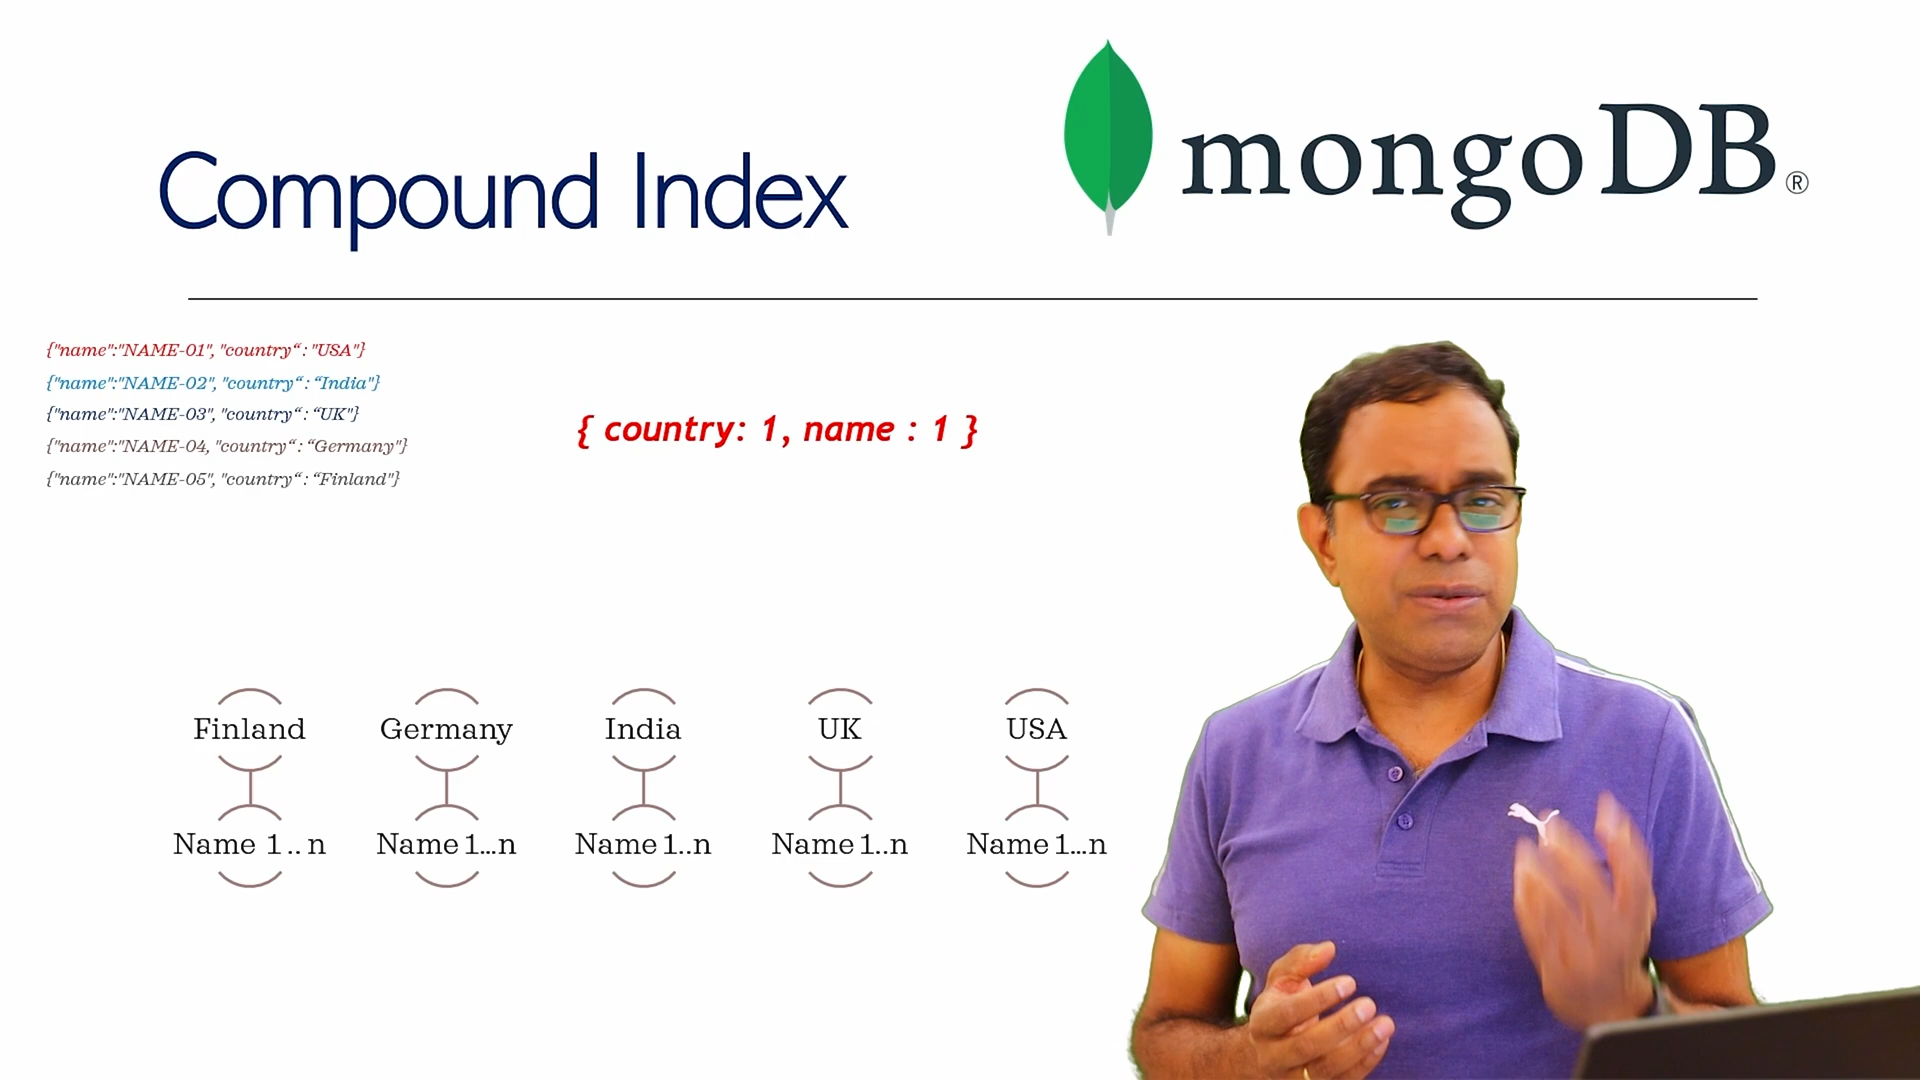 Compound Index
mongoDB®
{"name":"NAME-01", "country“: "USA"}
{"name":"NAME-02", "country“: “India"}
{"name":"NAME-03", "country“: “UK"}
{"name":"NAME-04, "country“: “Germany"}
{"name":"NAME-05", "country“: “Finland"}
{ country: 1, name : 1 }
Finland Germany India UK USA
Name 1 .. n Name 1...n Name 1..n Name 1..n Name 1...n